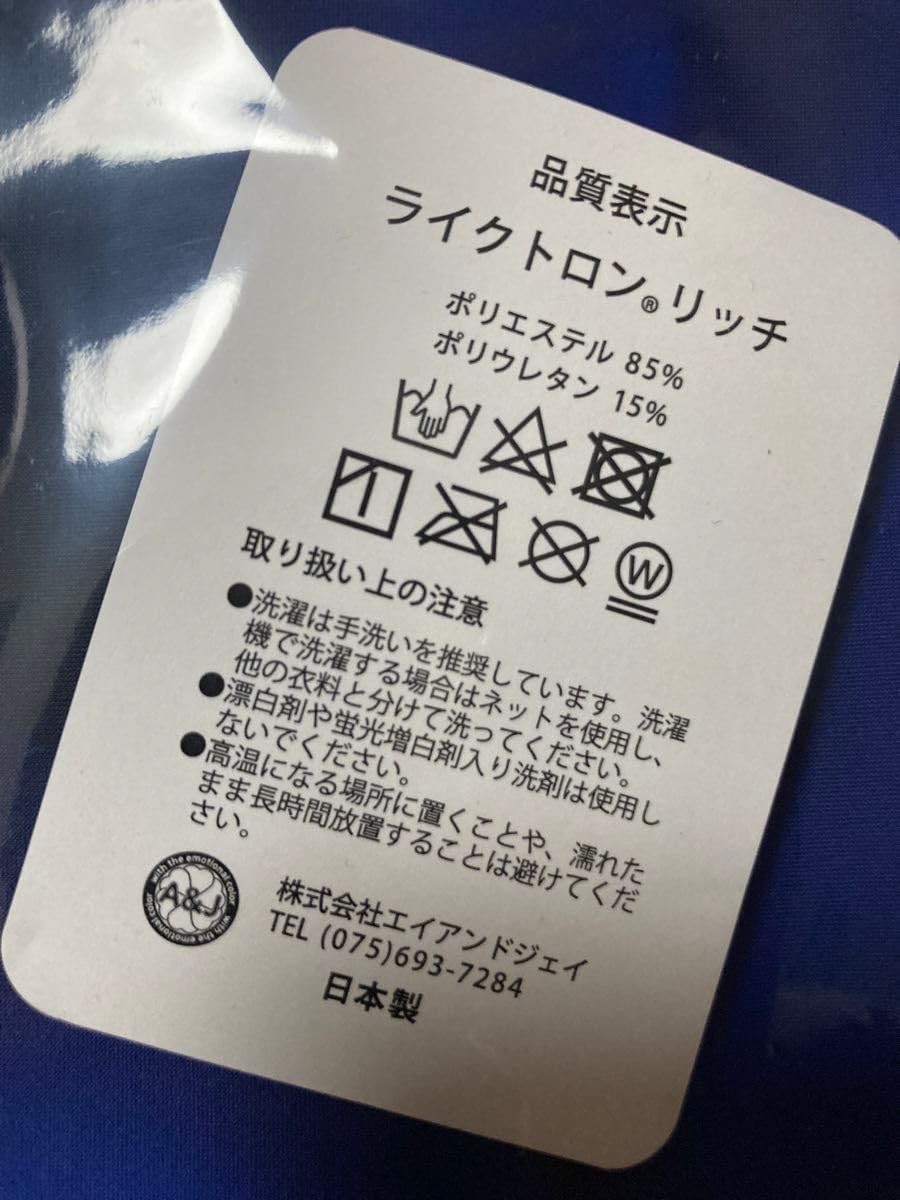 品質表示
ライクトロン®リッチ
ポリエステル 85%
ポリウレタン 15%
W
取り扱い上の注意
●洗濯は手洗いを推奨しています。洗濯
機で洗濯する場合はネットを使用し、
他の衣料と分けて洗ってください。
●漂白剤や蛍光増白剤入り洗剤は使用し
ないでください。
●高温になる場所に置くことや、濡れた
まま長時間放置することは避けてくだ
さい。
with the emotional color
A&J
with the emotional color
株式会社エイアンドジェイ
TEL (075)693-7284
日本製